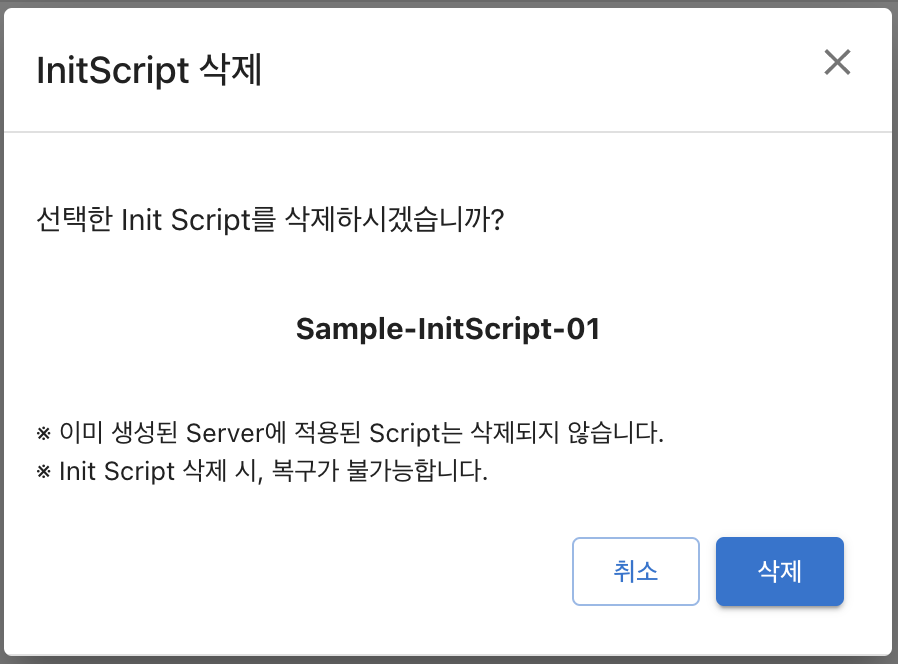 InitScript 삭제
선택한 Init Script를 삭제하시겠습니까?
Sample-InitScript-01
※ 이미 생성된 Server에 적용된 Script는 삭제되지 않습니다.
※ Init Script 삭제 시, 복구가 불가능합니다.
취소 삭제